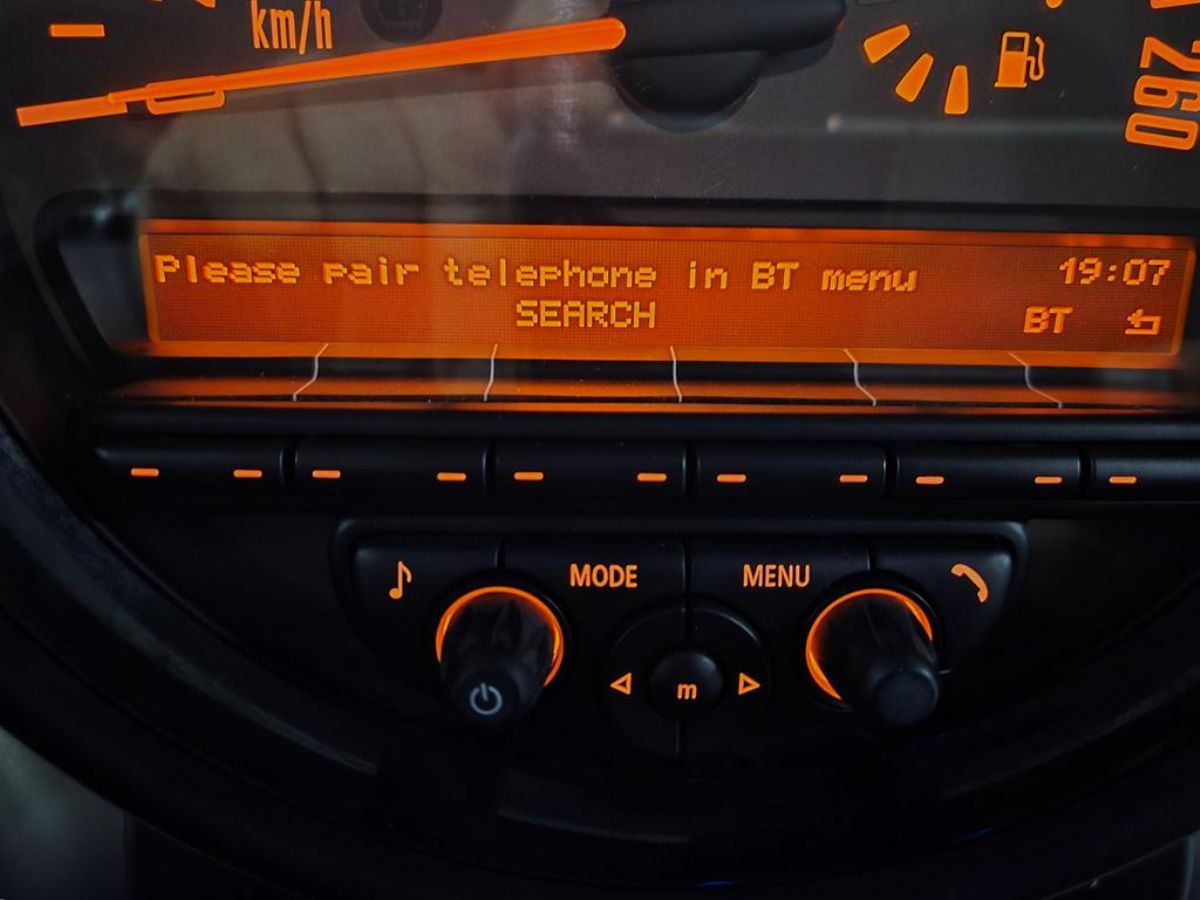 km/h
260
Please pair telephone in BT menu 19:07
SEARCH BT
MODE MENU
m